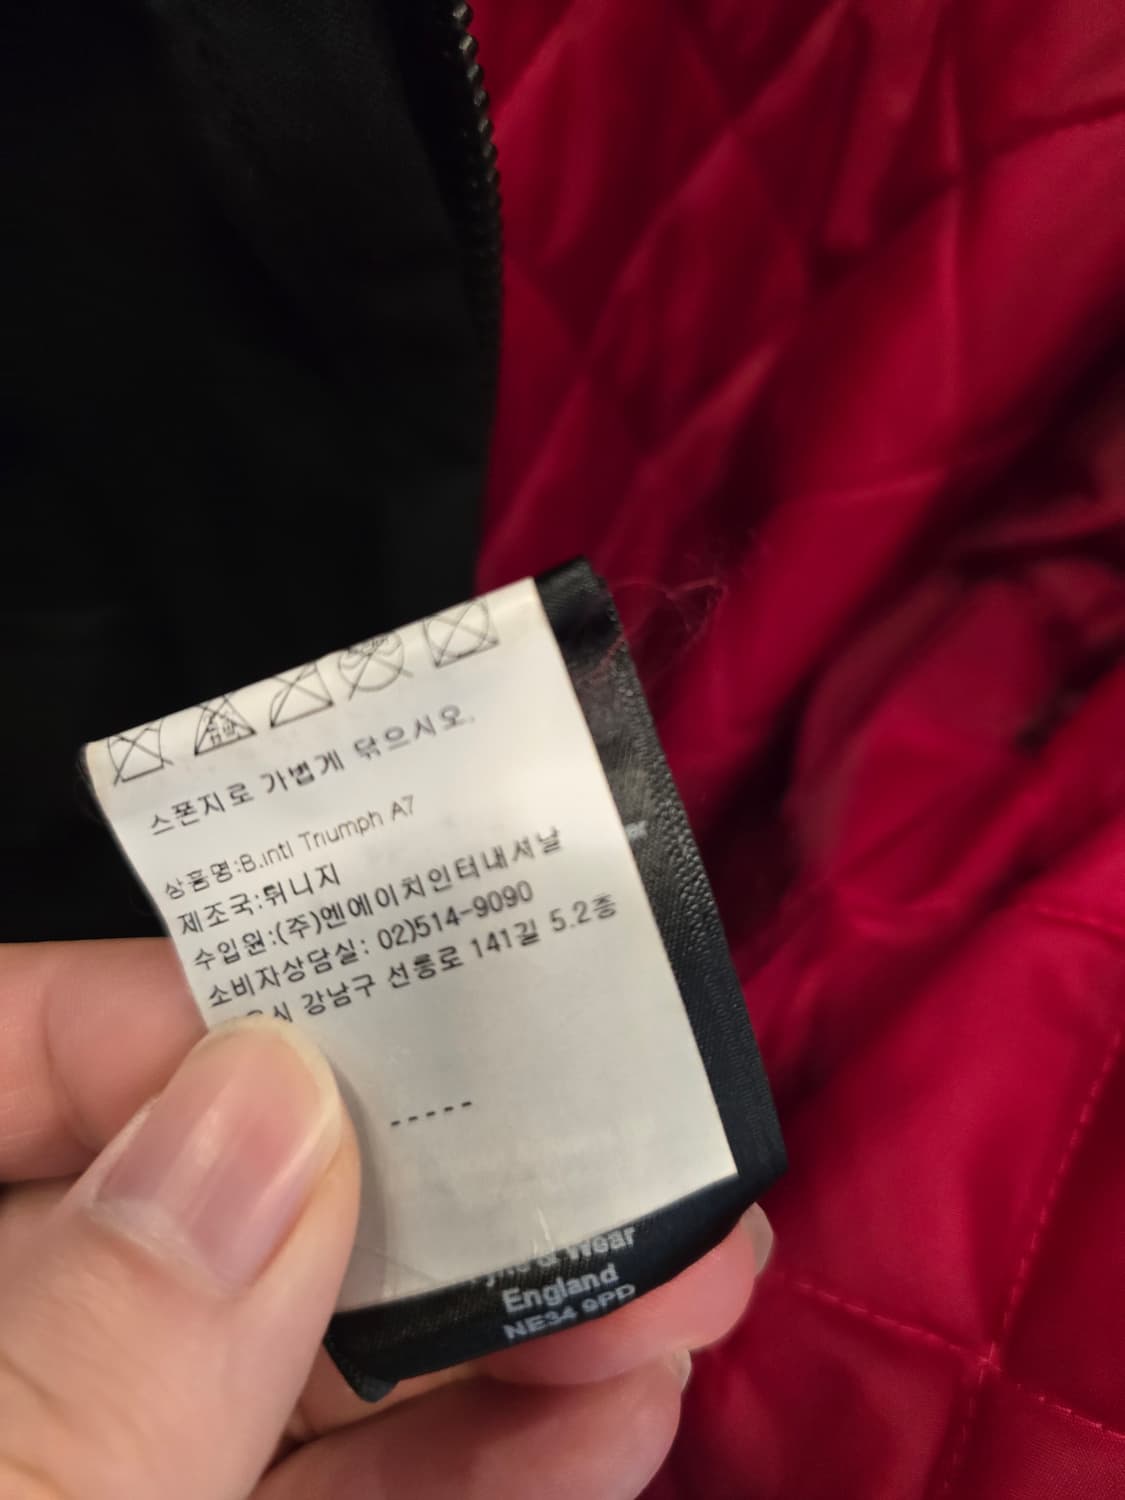 스폰지로 가볍게 닦으시오.
상품명:B.intl Triumph A7
제조국:튀니지
수입원:(주)엔에이치인터내셔날
소비자상담실: 02)514-9090
강남구 선릉로 141길 5.2층
-----
& Wear
England
NE34 9PD